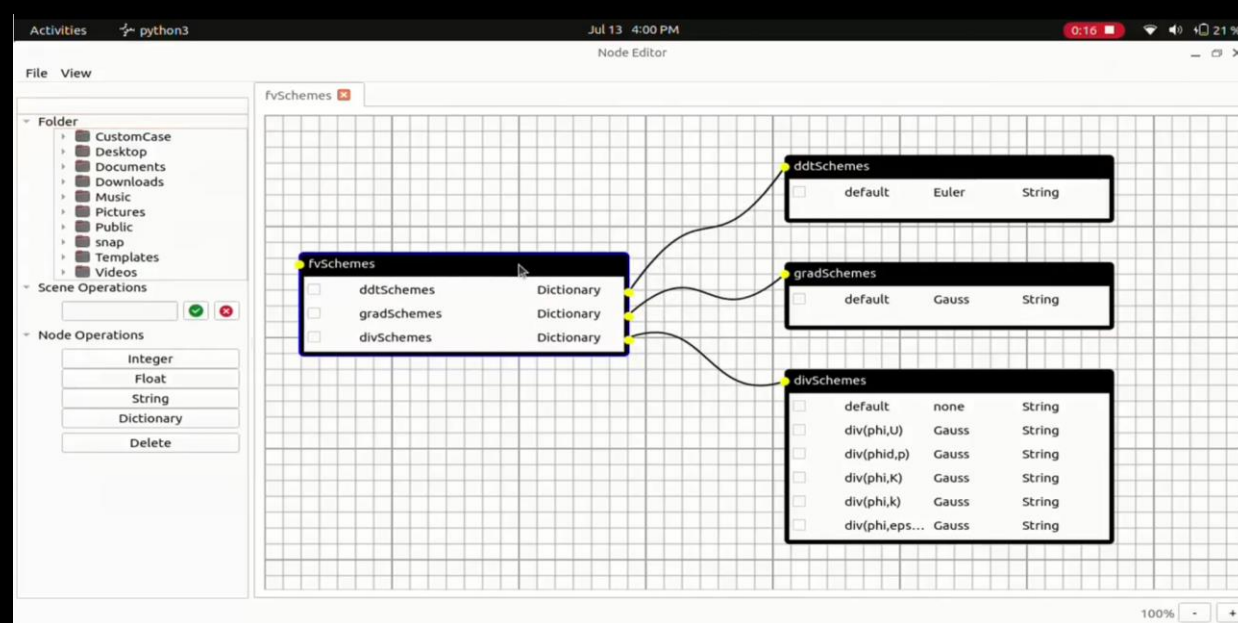 Activities python3 Jul 13 4:00 PM 0:16 21 %
Node Editor
File View
fvSchemes
Folder
CustomCase
Desktop
Documents
Downloads
Music
Pictures
Public
snap
Templates
Videos
Scene Operations
Node Operations
Integer
Float
String
Dictionary
Delete
fvSchemes
ddtSchemes Dictionary
gradSchemes Dictionary
divSchemes Dictionary
ddtSchemes
default Euler String
gradSchemes
default Gauss String
divSchemes
default none String
div(phi,U) Gauss String
div(phid,p) Gauss String
div(phi,K) Gauss String
div(phi,k) Gauss String
div(phi,eps... Gauss String
100% - +